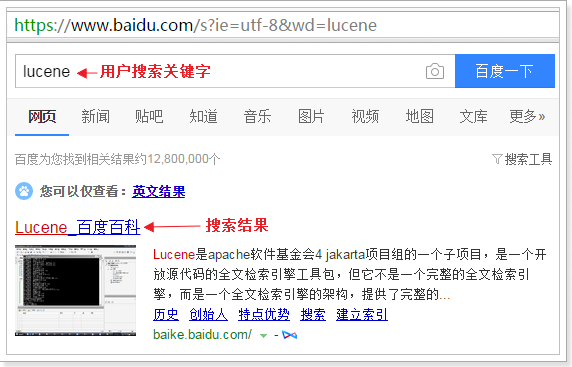 https://www.baidu.com/s?ie=utf-8&wd=lucene
lucene 用户搜索关键字 百度一下
网页 新闻 贴吧 知道 音乐 图片 视频 地图 文库 更多»
百度为您找到相关结果约12,800,000个 搜索工具
您可以仅查看：英文结果
Lucene_百度百科 搜索结果
Lucene是apache软件基金会4 jakarta项目组的一个子项目，是一个开
放源代码的全文检索引擎工具包，但它不是一个完整的全文检索引
擎，而是一个全文检索引擎的架构，提供了完整的...
历史 创始人 特点优势 搜索 建立索引
baike.baidu.com/ -